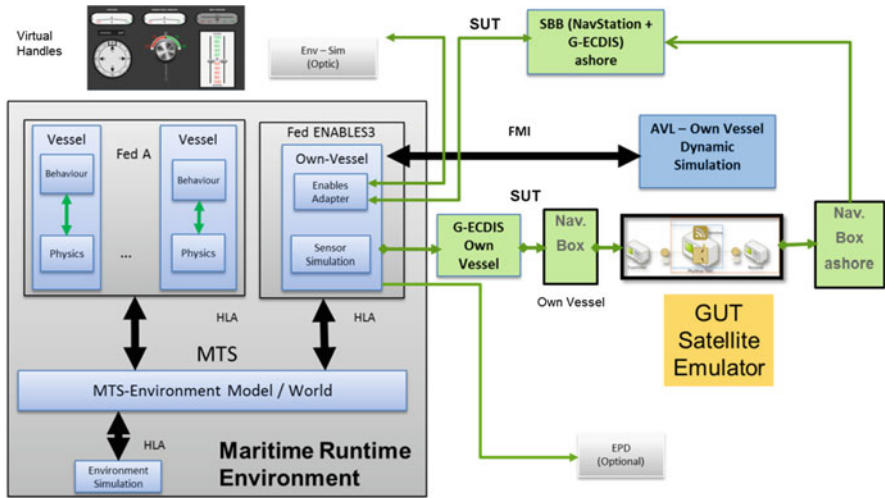 Virtual
Handles
Env – Sim
(Optic)
SUT
SBB (NavStation +
G-ECDIS)
ashore
Vessel
Behaviour
Physics
Fed A
...
Vessel
Behaviour
Physics
Fed ENABLES3
Own-Vessel
Enables
Adapter
Sensor
Simulation
FMI
AVL – Own Vessel
Dynamic
Simulation
SUT
G-ECDIS
Own
Vessel
Nav.
Box
Own Vessel
Nav.
Box
ashore
GUT
Satellite
Emulator
HLA
HLA
MTS
MTS-Environment Model / World
HLA
Environment
Simulation
Maritime Runtime
Environment
EPD
(Optional)